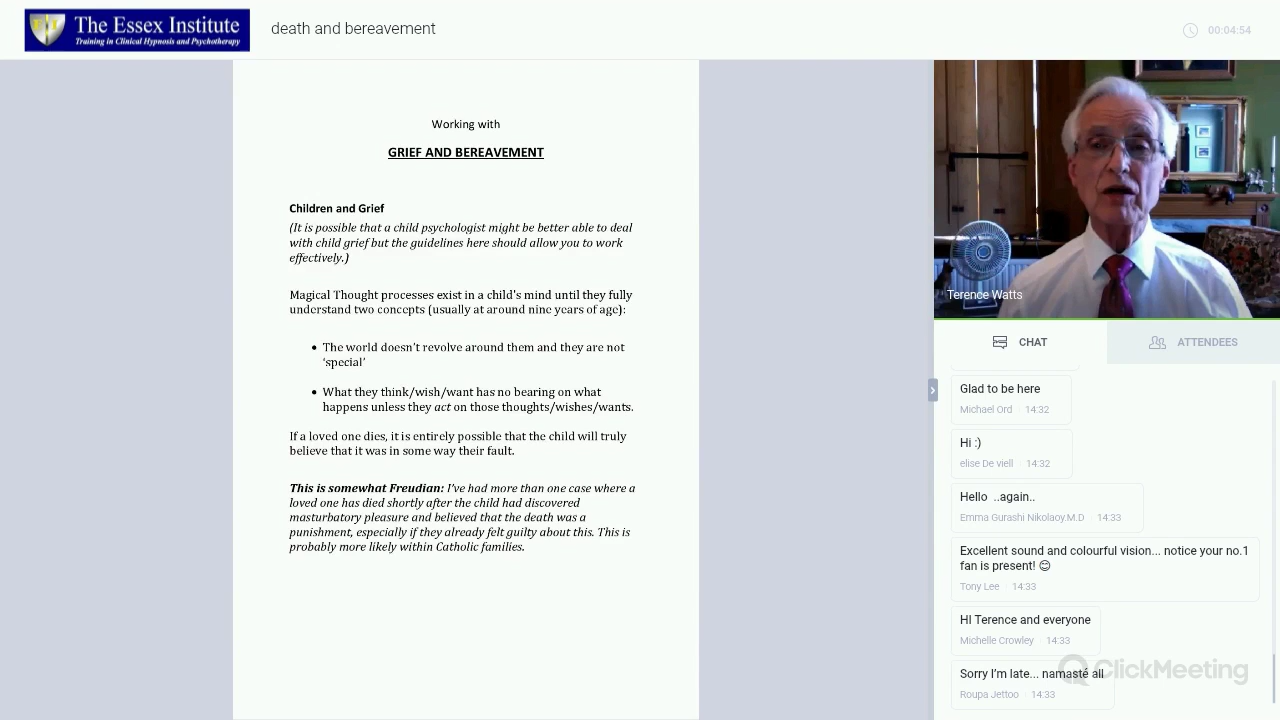 The Essex Institute
Training in Clinical Hypnosis and Psychotherapy
death and bereavement
00:04:54
Working with
GRIEF AND BEREAVEMENT
Children and Grief
(It is possible that a child psychologist might be better able to deal
with child grief but the guidelines here should allow you to work
effectively.)
Magical Thought processes exist in a child's mind until they fully
understand two concepts (usually at around nine years of age):
• The world doesn't revolve around them and they are not
'special'
• What they think/wish/want has no bearing on what
happens unless they act on those thoughts/wishes/wants.
If a loved one dies, it is entirely possible that the child will truly
believe that it was in some way their fault.
This is somewhat Freudian: I've had more than one case where a
loved one has died shortly after the child had discovered
masturbatory pleasure and believed that the death was a
punishment, especially if they already felt guilty about this. This is
probably more likely within Catholic families.
Terence Watts
CHAT
ATTENDEES
Glad to be here
Michael Ord 14:32
Hi :)
elise De viell 14:32
Hello ..again..
Emma Gurashi Nikolaoy.M.D 14:33
Excellent sound and colourful vision... notice your no.1
fan is present! 😊
Tony Lee 14:33
HI Terence and everyone
Michelle Crowley 14:33
Sorry I'm late... namasté all
Roupa Jettoo 14:33
ClickMeeting